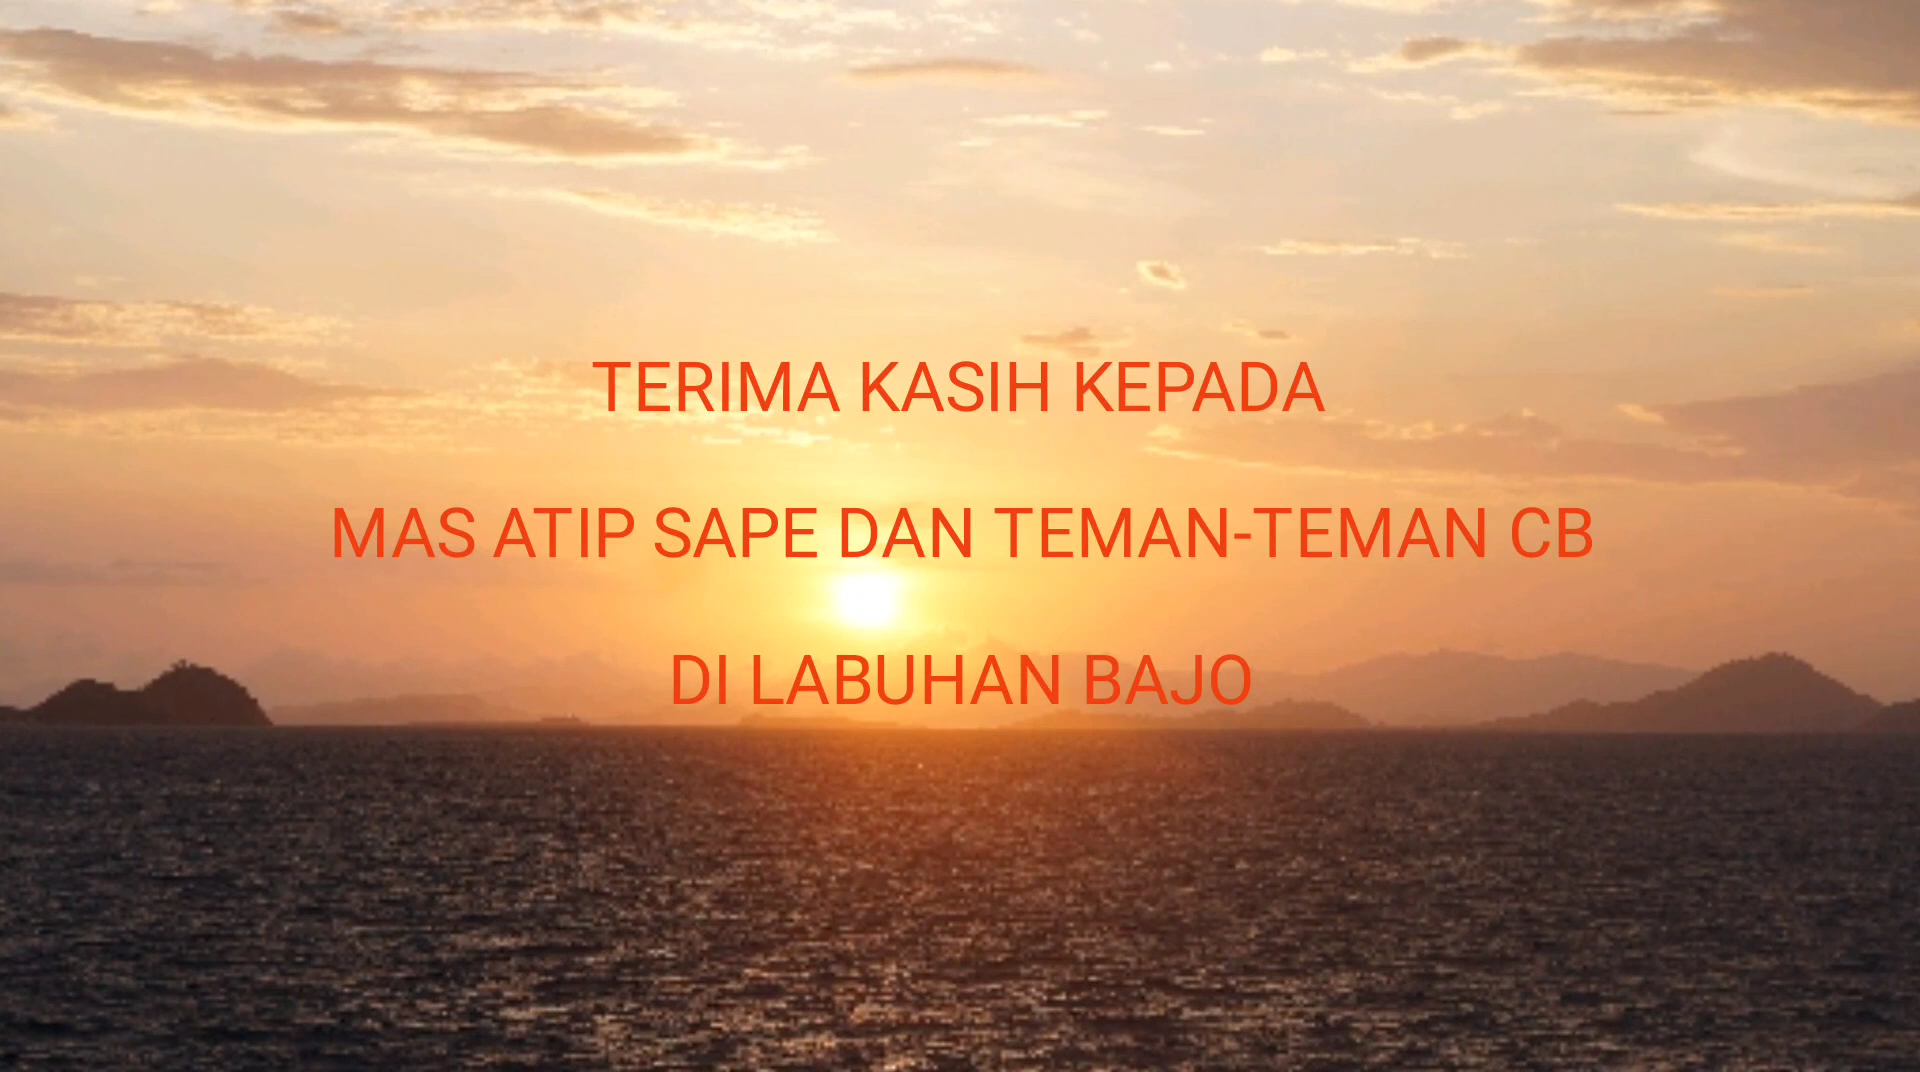 TERIMA KASIH KEPADA
MAS ATIP SAPE DAN TEMAN-TEMAN CB
DI LABUHAN BAJO